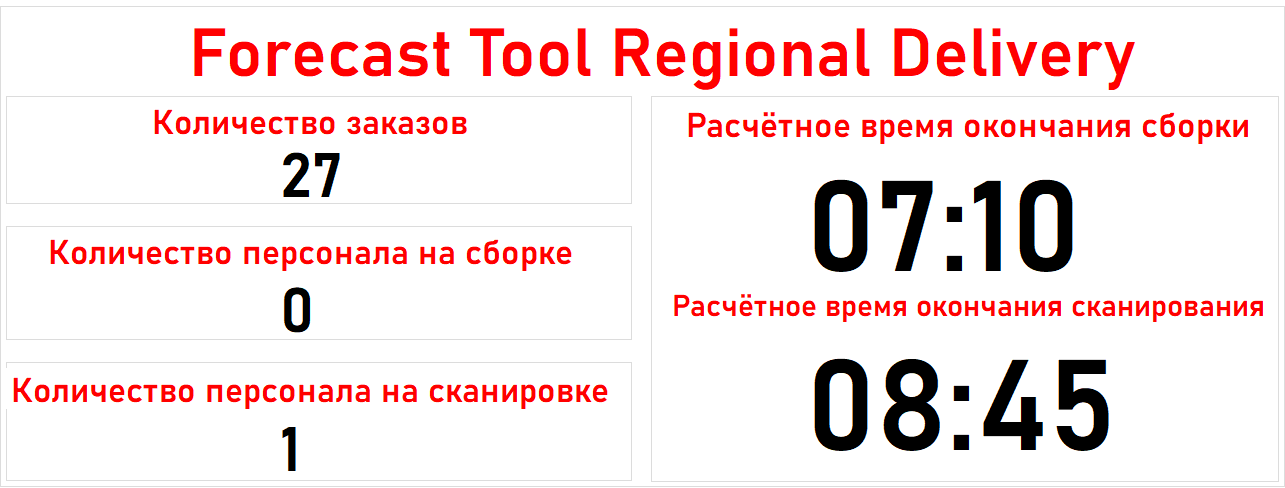 Forecast Tool Regional Delivery
Количество заказов
27
Количество персонала на сборке
0
Количество персонала на сканировке
1
Расчётное время окончания сборки
07:10
Расчётное время окончания сканирования
08:45